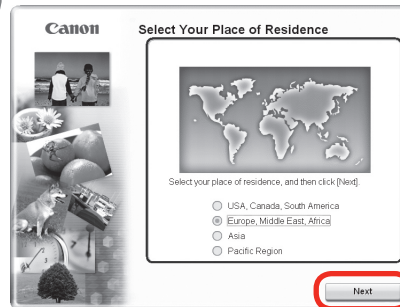 Canon
Select Your Place of Residence
Select your place of residence, and then click [Next].
USA, Canada, South America
Europe, Middle East, Africa
Asia
Pacific Region
Next